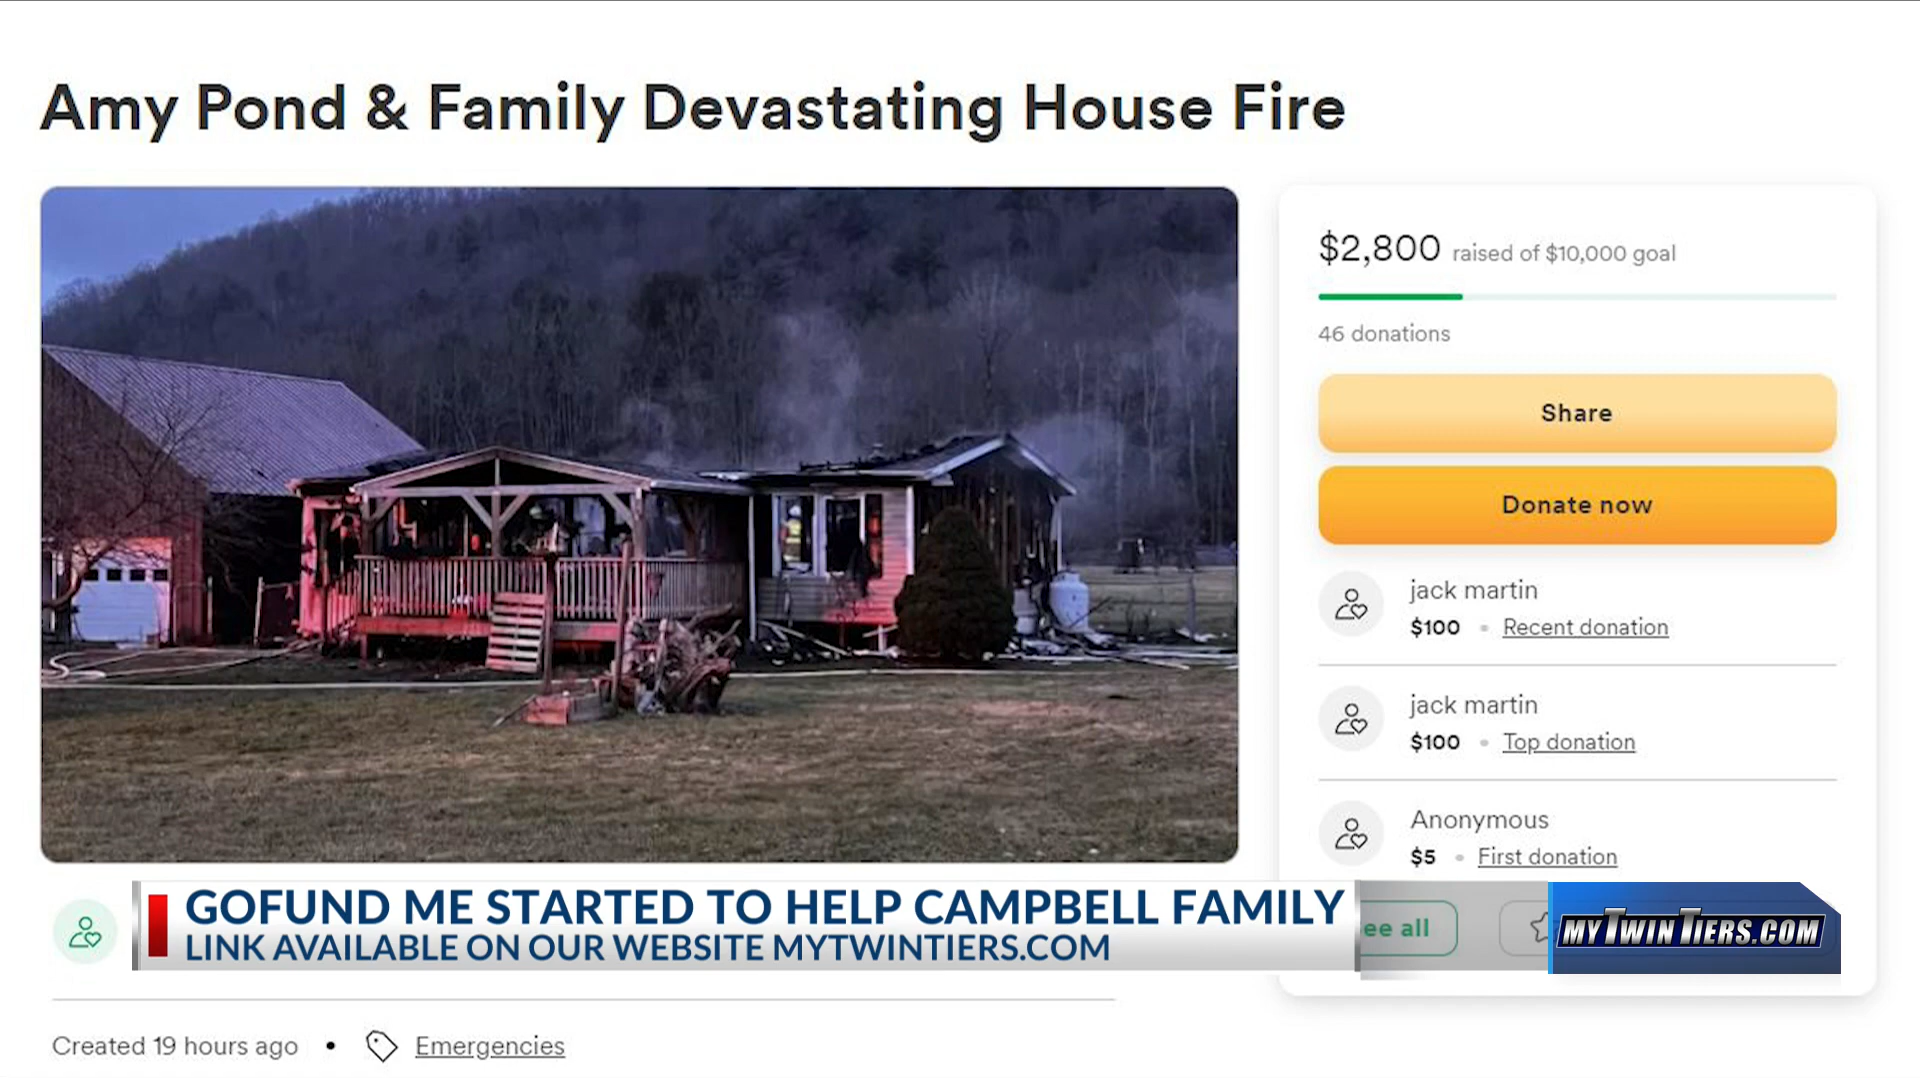 Amy Pond & Family Devastating House Fire
$2,800 raised of $10,000 goal
46 donations
Share
Donate now
jack martin
$100 • Recent donation
jack martin
$100 • Top donation
Anonymous
$5 • First donation
GOFUND ME STARTED TO HELP CAMPBELL FAMILY
LINK AVAILABLE ON OUR WEBSITE MYTWINTIERS.COM
ee all
MYTWINTIERS.COM
Created 19 hours ago • Emergencies